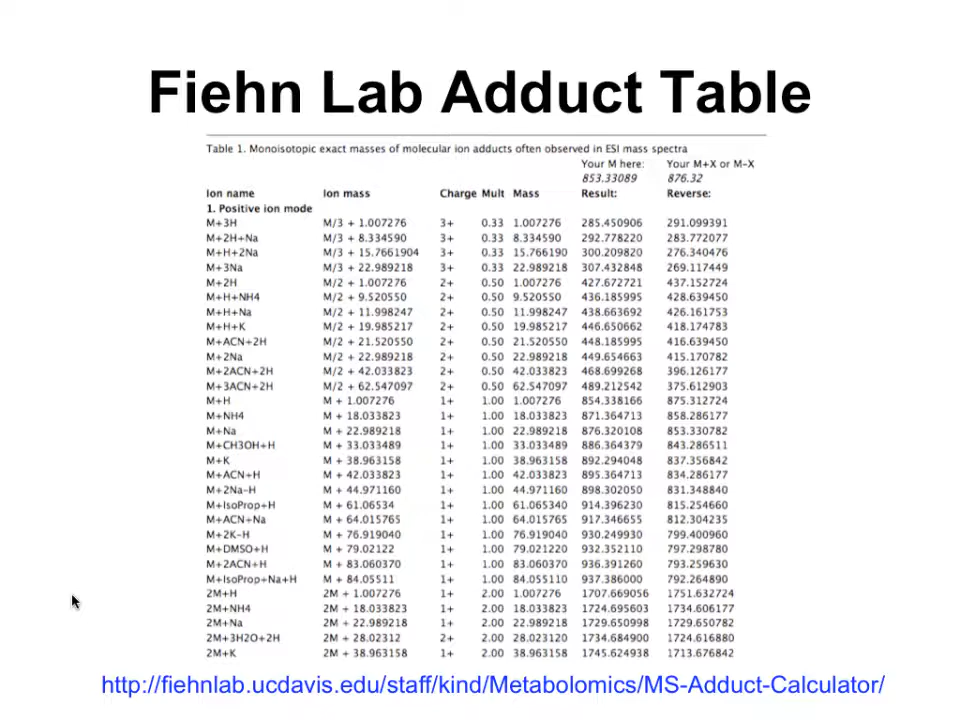 Fiehn Lab Adduct Table
Table 1. Monoisotopic exact masses of molecular ion adducts often observed in ESI mass spectra
Your M here: Your M+X or M-X
853.33089 876.32
Ion name Ion mass Charge Mult Mass Result: Reverse:
1. Positive ion mode
M+3H M/3 + 1.007276 3+ 0.33 1.007276 285.450906 291.099391
M+2H+Na M/3 + 8.334590 3+ 0.33 8.334590 292.778220 283.772077
M+H+2Na M/3 + 15.7661904 3+ 0.33 15.766190 300.209820 276.340476
M+3Na M/3 + 22.989218 3+ 0.33 22.989218 307.432848 269.117449
M+2H M/2 + 1.007276 2+ 0.50 1.007276 427.672721 437.152724
M+H+NH4 M/2 + 9.520550 2+ 0.50 9.520550 436.185995 428.639450
M+H+Na M/2 + 11.998247 2+ 0.50 11.998247 438.663692 426.161753
M+H+K M/2 + 19.985217 2+ 0.50 19.985217 446.650662 418.174783
M+ACN+2H M/2 + 21.520550 2+ 0.50 21.520550 448.185995 416.639450
M+2Na M/2 + 22.989218 2+ 0.50 22.989218 449.654663 415.170782
M+2ACN+2H M/2 + 42.033823 2+ 0.50 42.033823 468.699268 396.126177
M+3ACN+2H M/2 + 62.547097 2+ 0.50 62.547097 489.212542 375.612903
M+H M + 1.007276 1+ 1.00 1.007276 854.338166 875.312724
M+NH4 M + 18.033823 1+ 1.00 18.033823 871.364713 858.286177
M+Na M + 22.989218 1+ 1.00 22.989218 876.320108 853.330782
M+CH3OH+H M + 33.033489 1+ 1.00 33.033489 886.364379 843.286511
M+K M + 38.963158 1+ 1.00 38.963158 892.294048 837.356842
M+ACN+H M + 42.033823 1+ 1.00 42.033823 895.364713 834.286177
M+2Na-H M + 44.971160 1+ 1.00 44.971160 898.302050 831.348840
M+IsoProp+H M + 61.06534 1+ 1.00 61.065340 914.396230 815.254660
M+ACN+Na M + 64.015765 1+ 1.00 64.015765 917.346655 812.304235
M+2K-H M + 76.919040 1+ 1.00 76.919040 930.249930 799.400960
M+DMSO+H M + 79.02122 1+ 1.00 79.021220 932.352110 797.298780
M+2ACN+H M + 83.060370 1+ 1.00 83.060370 936.391260 793.259630
M+IsoProp+Na+H M + 84.05511 1+ 1.00 84.055110 937.386000 792.264890
2M+H 2M + 1.007276 1+ 2.00 1.007276 1707.669056 1751.632724
2M+NH4 2M + 18.033823 1+ 2.00 18.033823 1724.695603 1734.606177
2M+Na 2M + 22.989218 1+ 2.00 22.989218 1729.650998 1729.650782
2M+3H2O+2H 2M + 28.02312 2+ 2.00 28.023120 1734.684900 1724.616880
2M+K 2M + 38.963158 1+ 2.00 38.963158 1745.624938 1713.676842
http://fiehnlab.ucdavis.edu/staff/kind/Metabolomics/MS-Adduct-Calculator/